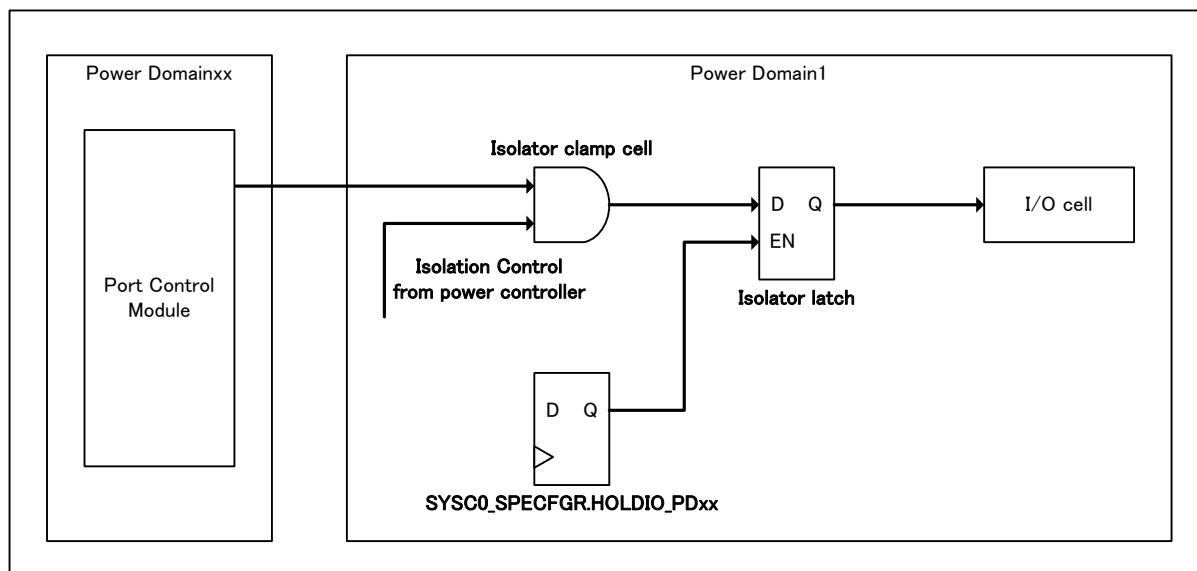 Power Domainxx
Power Domain1
Isolator clamp cell
D Q
EN
I/O cell
Isolation Control
from power controller
Isolator latch
Port Control
Module
D Q
SYSC0_SPECFGR.HOLDIO_PDxx